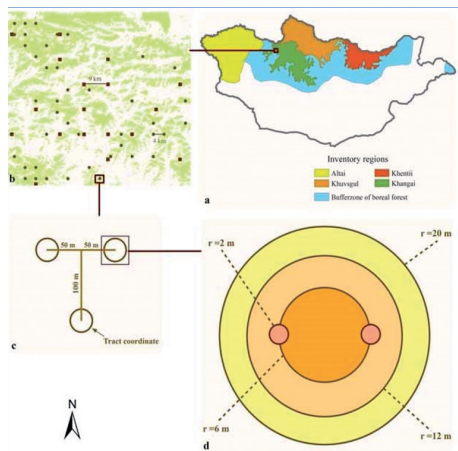 9 km
4 km
b
Inventory regions
Altai
Khentii
Khuvsgul
Khangai
Bufferzone of boreal forest
a
50 m 50 m
100 m
Tract coordinate
c
N
r =2 m
r =20 m
r =6 m
r =12 m
d